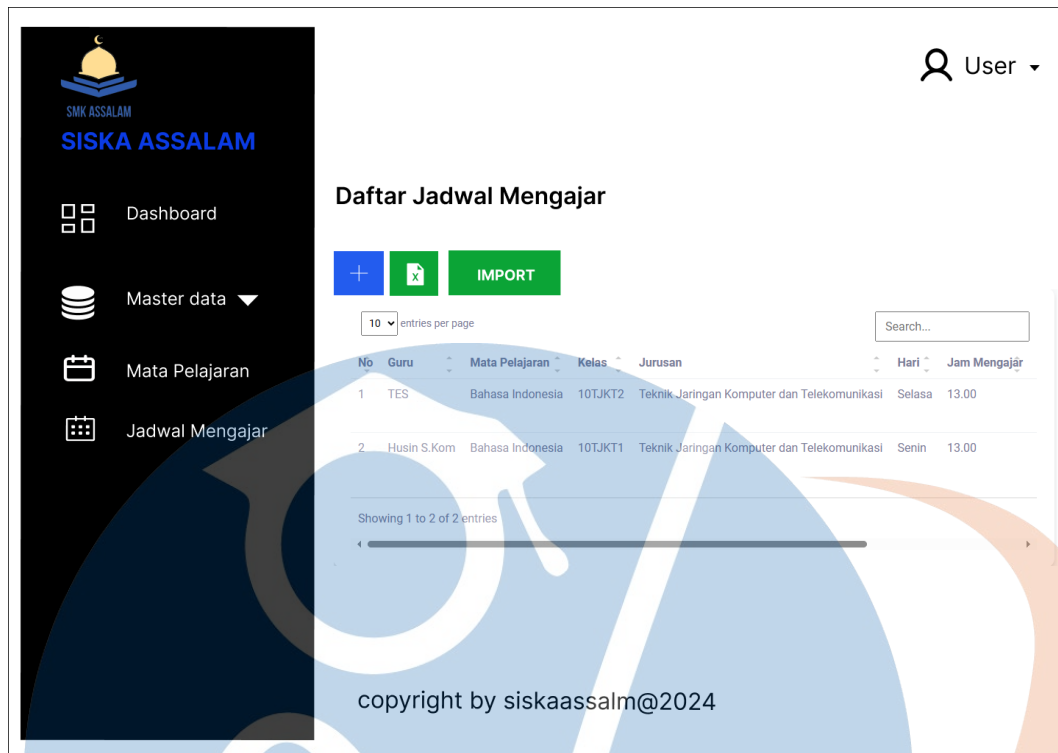 SMK ASSALAM
SISKA ASSALAM
User
Dashboard
Master data
Mata Pelajaran
Jadwal Mengajar
Daftar Jadwal Mengajar
+ X IMPORT
10 entries per page Search...
No Guru Mata Pelajaran Kelas Jurusan Hari Jam Mengajar
1 TES Bahasa Indonesia 10TJKT2 Teknik Jaringan Komputer dan Telekomunikasi Selasa 13.00
2 Husin S.Kom Bahasa Indonesia 10TJKT1 Teknik Jaringan Komputer dan Telekomunikasi Senin 13.00
Showing 1 to 2 of 2 entries
copyright by siskaassalm@2024